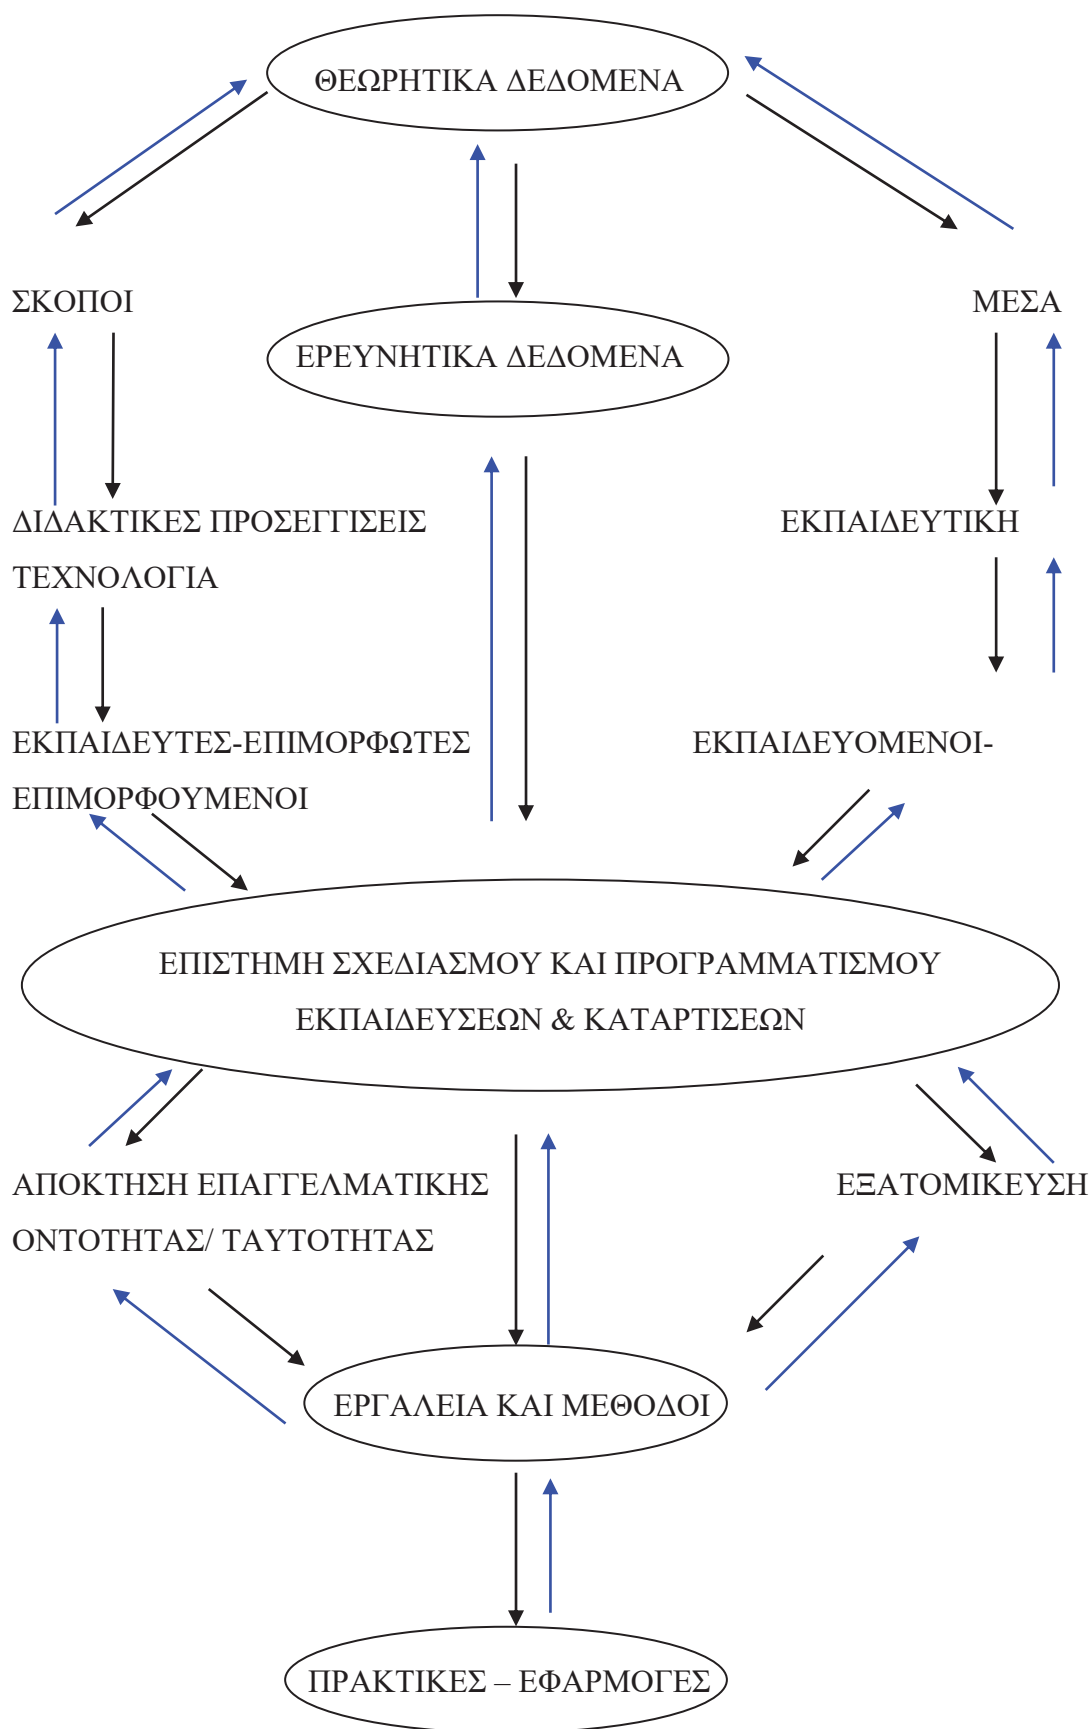 ΘΕΩΡΗΤΙΚΑ ΔΕΔΟΜΕΝΑ
ΣΚΟΠΟΙ
ΜΕΣΑ
ΕΡΕΥΝΗΤΙΚΑ ΔΕΔΟΜΕΝΑ
ΔΙΔΑΚΤΙΚΕΣ ΠΡΟΣΕΓΓΙΣΕΙΣ
ΕΚΠΑΙΔΕΥΤΙΚΗ
ΤΕΧΝΟΛΟΓΙΑ
ΕΚΠΑΙΔΕΥΤΕΣ-ΕΠΙΜΟΡΦΩΤΕΣ
ΕΚΠΑΙΔΕΥΟΜΕΝΟΙ-
ΕΠΙΜΟΡΦΟΥΜΕΝΟΙ
ΕΠΙΣΤΗΜΗ ΣΧΕΔΙΑΣΜΟΥ ΚΑΙ ΠΡΟΓΡΑΜΜΑΤΙΣΜΟΥ
ΕΚΠΑΙΔΕΥΣΕΩΝ & ΚΑΤΑΡΤΙΣΕΩΝ
ΑΠΟΚΤΗΣΗ ΕΠΑΓΓΕΛΜΑΤΙΚΗΣ
ΕΞΑΤΟΜΙΚΕΥΣΗ
ΟΝΤΟΤΗΤΑΣ/ ΤΑΥΤΟΤΗΤΑΣ
ΕΡΓΑΛΕΙΑ ΚΑΙ ΜΕΘΟΔΟΙ
ΠΡΑΚΤΙΚΕΣ – ΕΦΑΡΜΟΓΕΣ